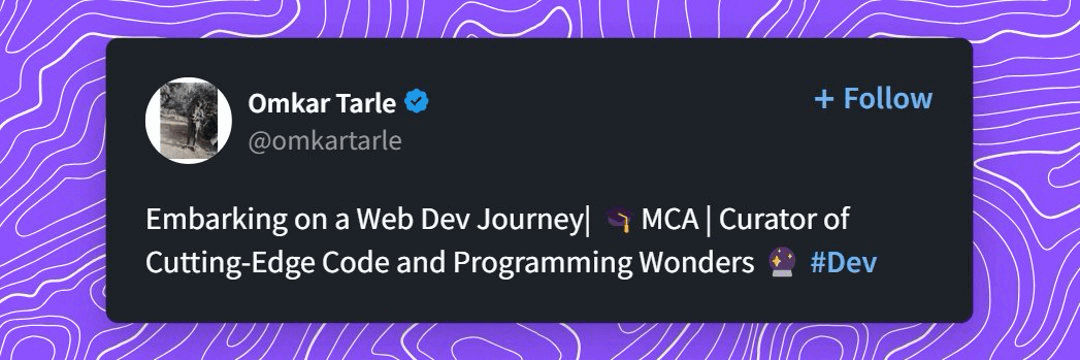 Omkar Tarle
+ Follow
@omkartarle
Embarking on a Web Dev Journey| 🎓 MCA | Curator of
Cutting-Edge Code and Programming Wonders 🔮 #Dev